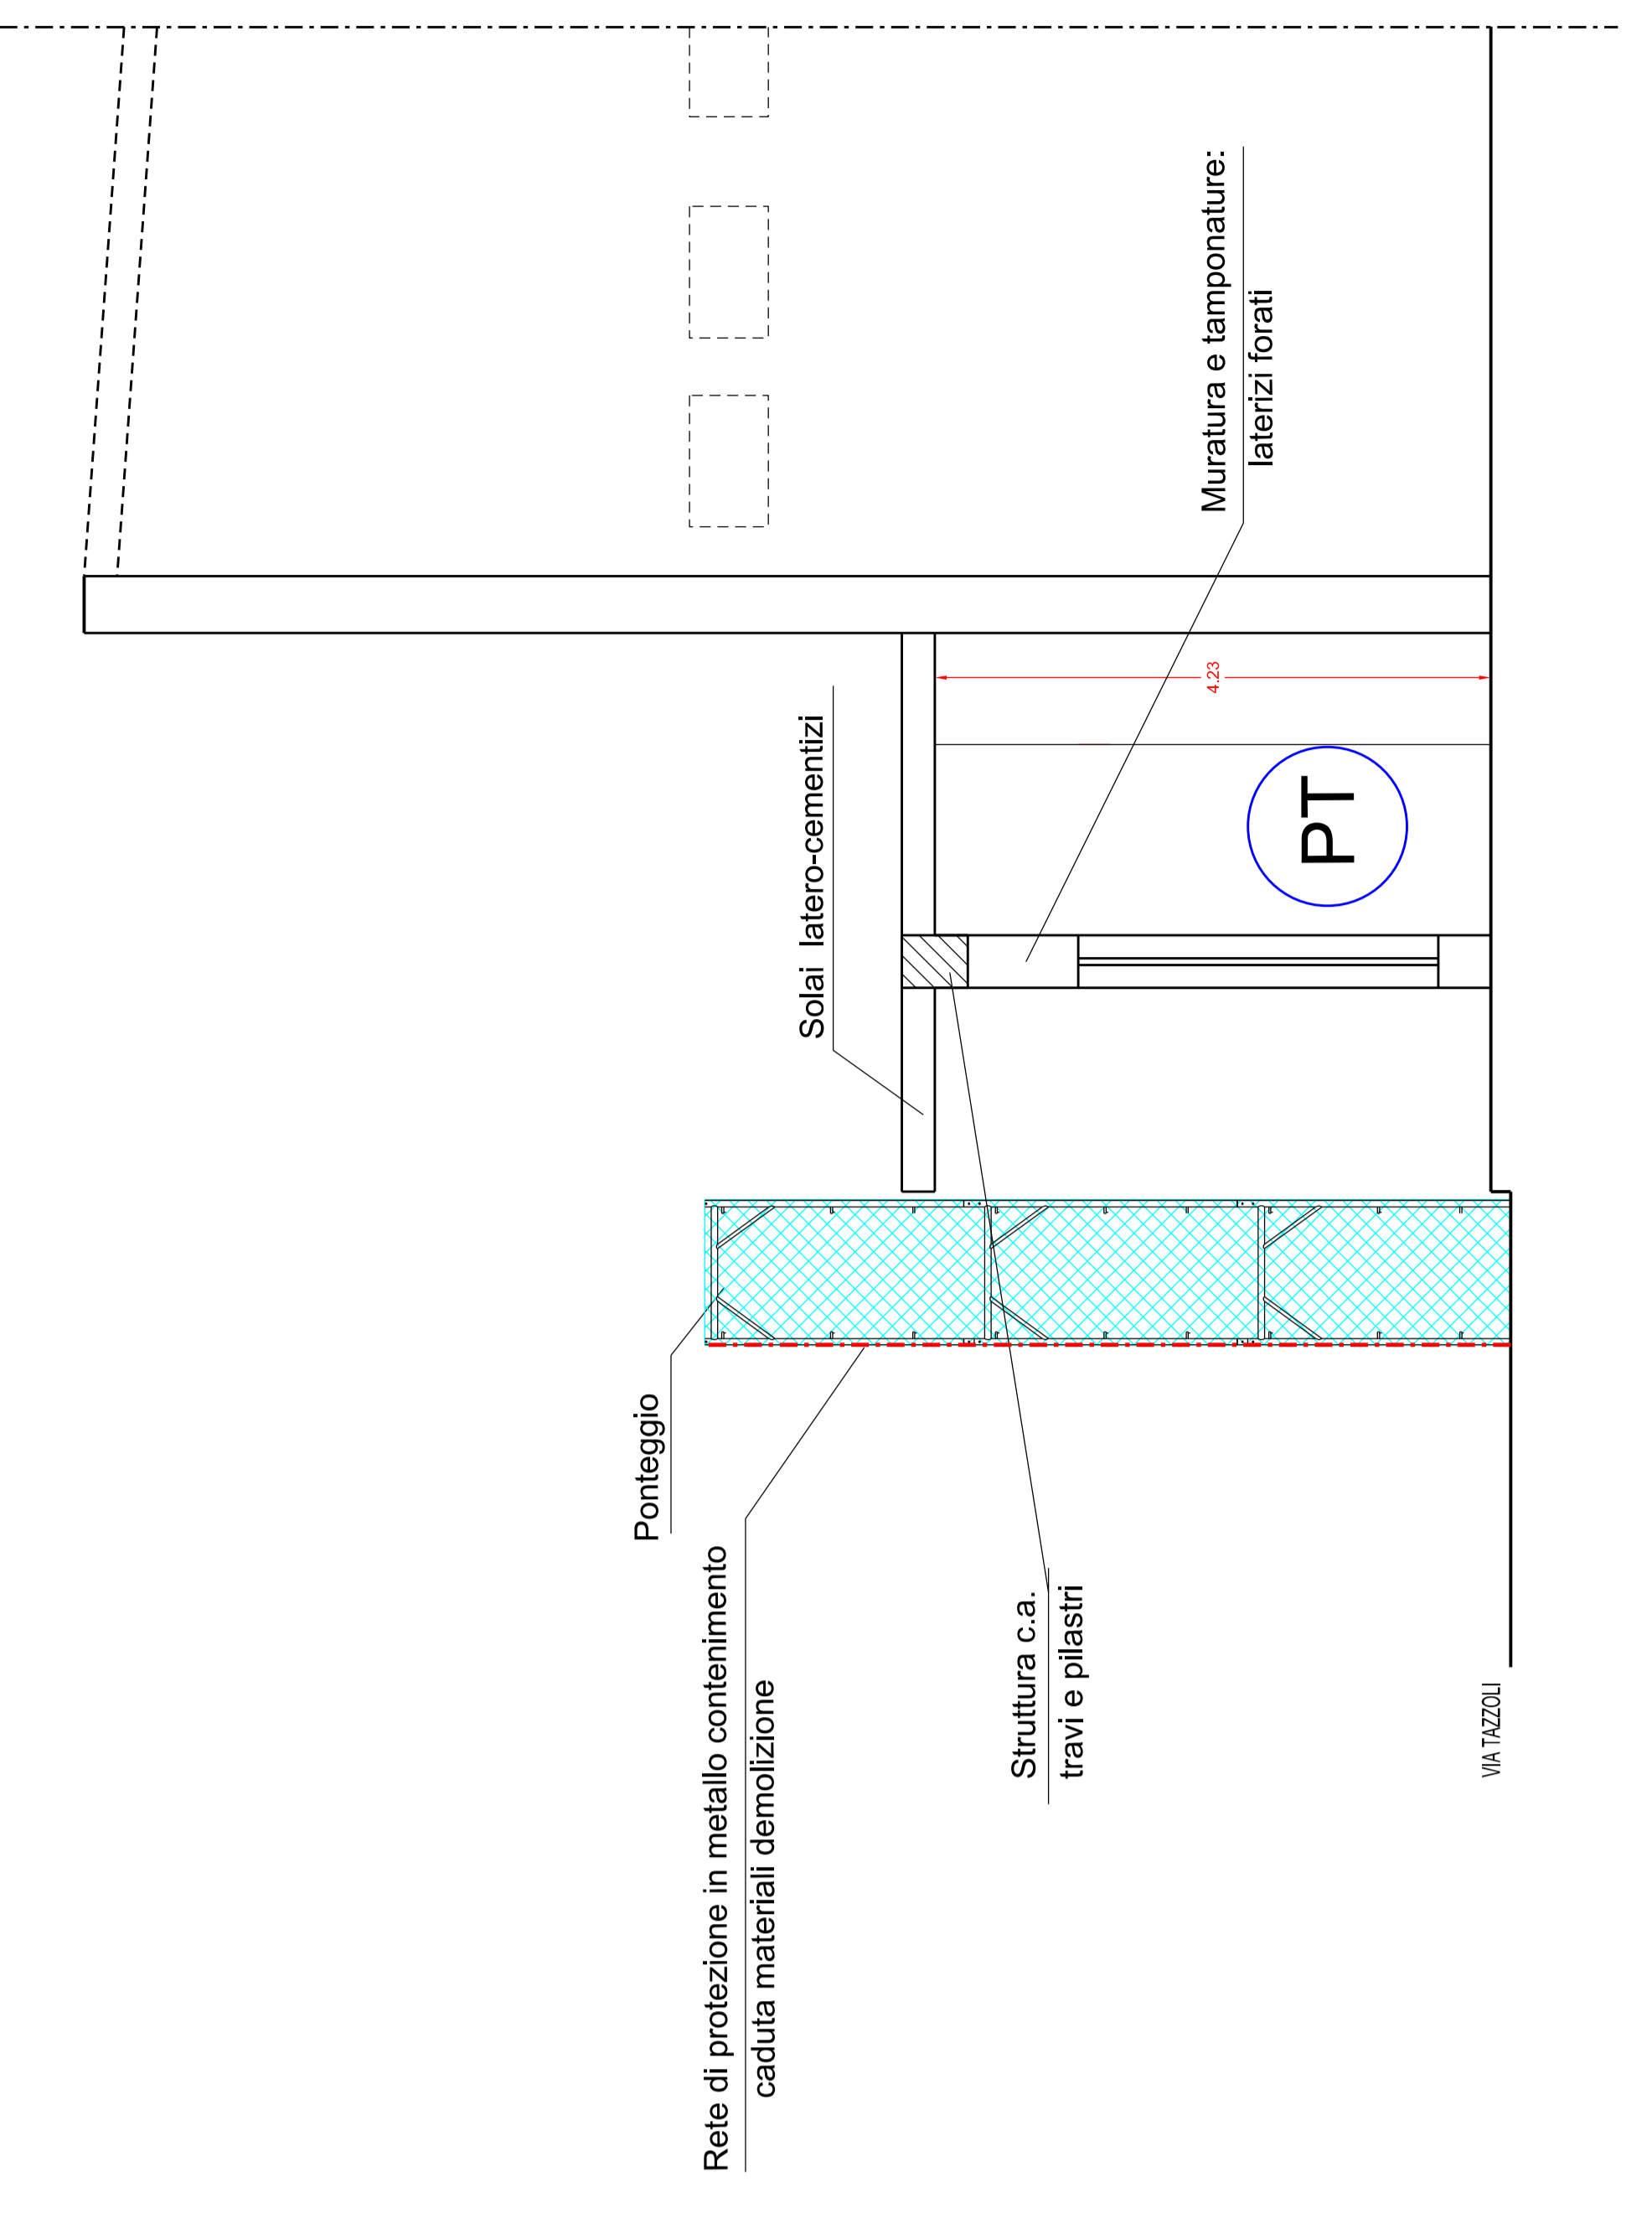 Rete di protezione in metallo contenimento
caduta materiali demolizione
Ponteggio
Struttura c.a.
travi e pilastri
VIA TAZZOLI
Solai latero-cementizi
PT
4.23
Muratura e tamponature:
laterizi forati